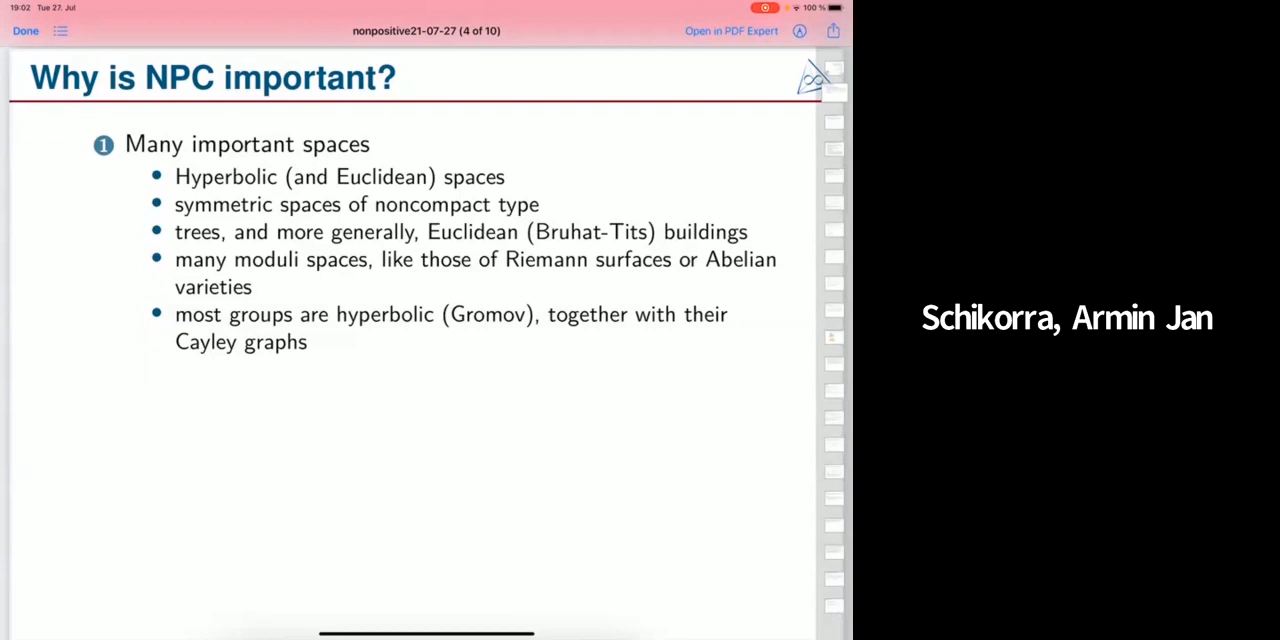 19:02 Tue 27. Jul
100 %
Done
nonpositive21-07-27 (4 of 10)
Open in PDF Expert
Why is NPC important?
1 Many important spaces
• Hyperbolic (and Euclidean) spaces
• symmetric spaces of noncompact type
• trees, and more generally, Euclidean (Bruhat-Tits) buildings
• many moduli spaces, like those of Riemann surfaces or Abelian
varieties
• most groups are hyperbolic (Gromov), together with their
Cayley graphs
Schikorra, Armin Jan